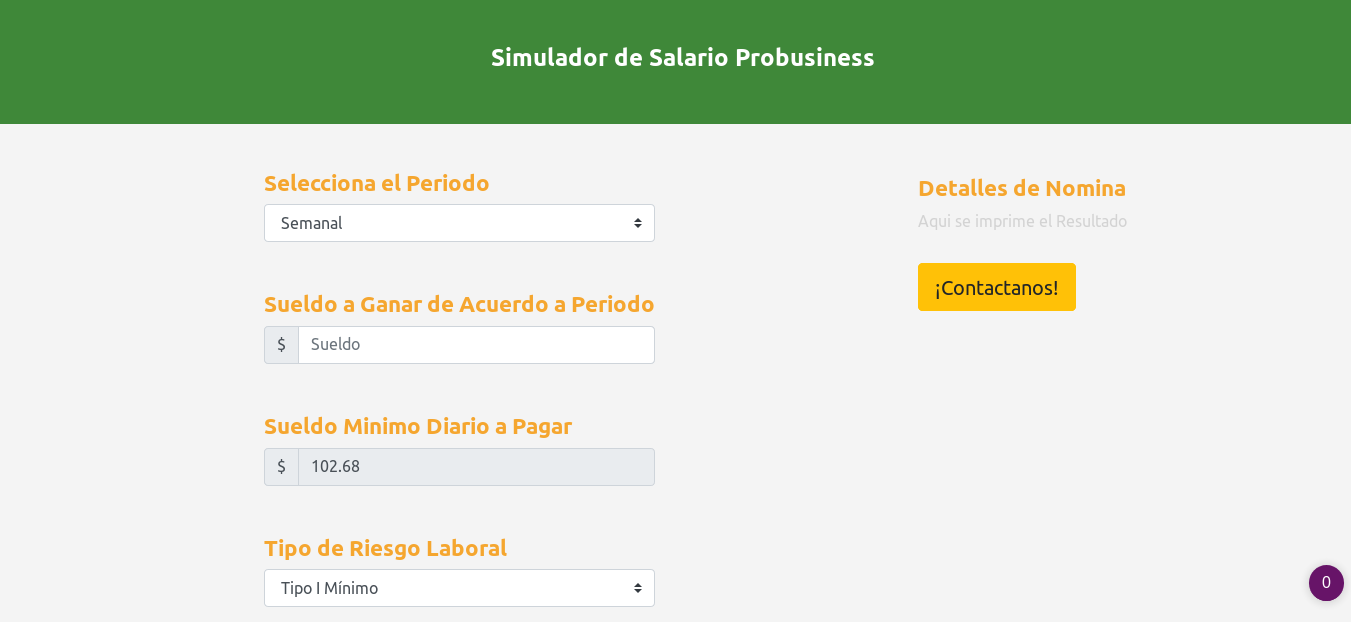 Simulador de Salario Probusiness
Selecciona el Periodo
Semanal
Sueldo a Ganar de Acuerdo a Periodo
$ Sueldo
Sueldo Minimo Diario a Pagar
$ 102.68
Tipo de Riesgo Laboral
Tipo I Mínimo
Detalles de Nomina
Aqui se imprime el Resultado
¡Contactanos!
0